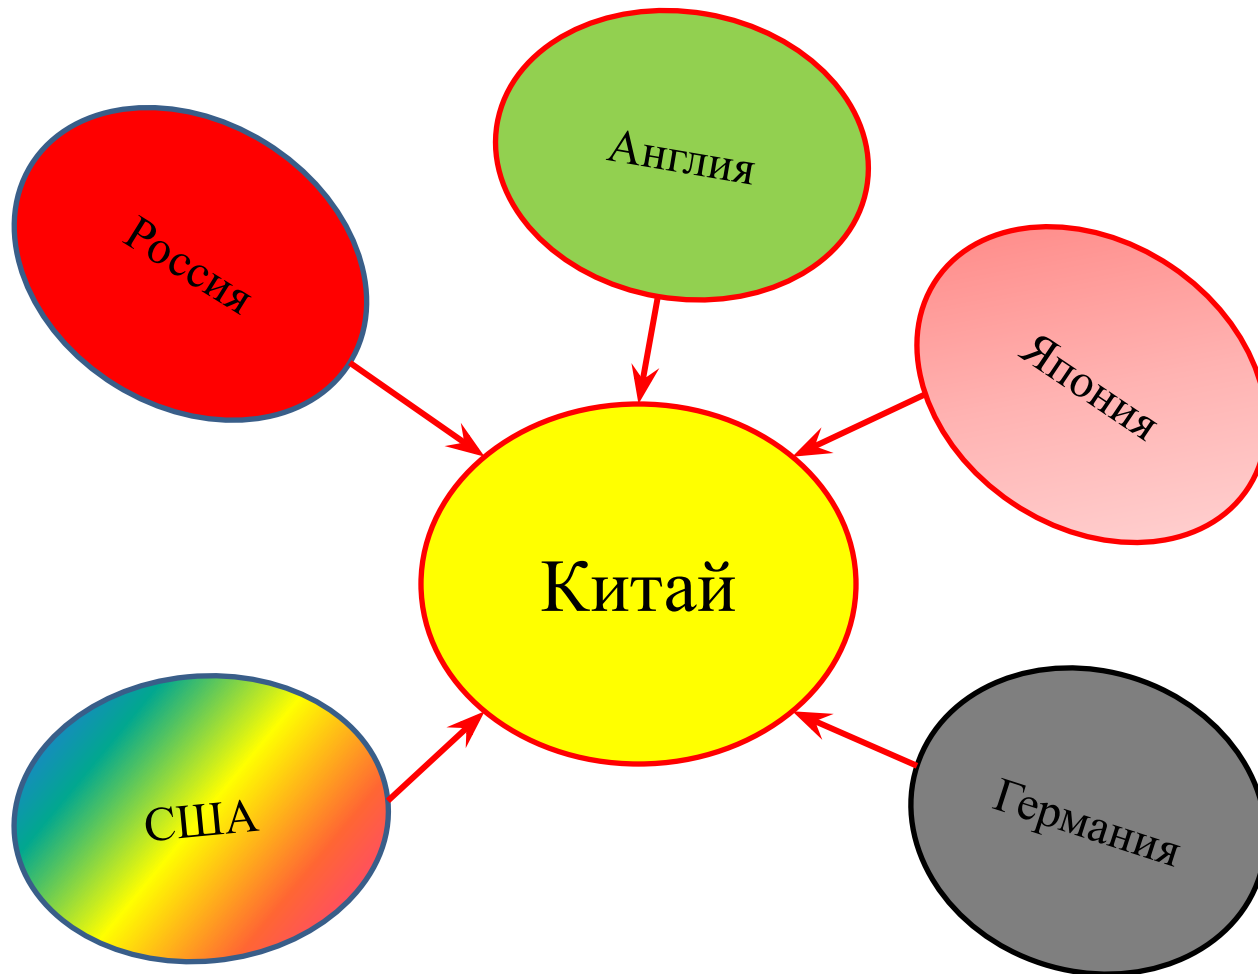 Англия
Россия
Япония
Китай
США
Германия